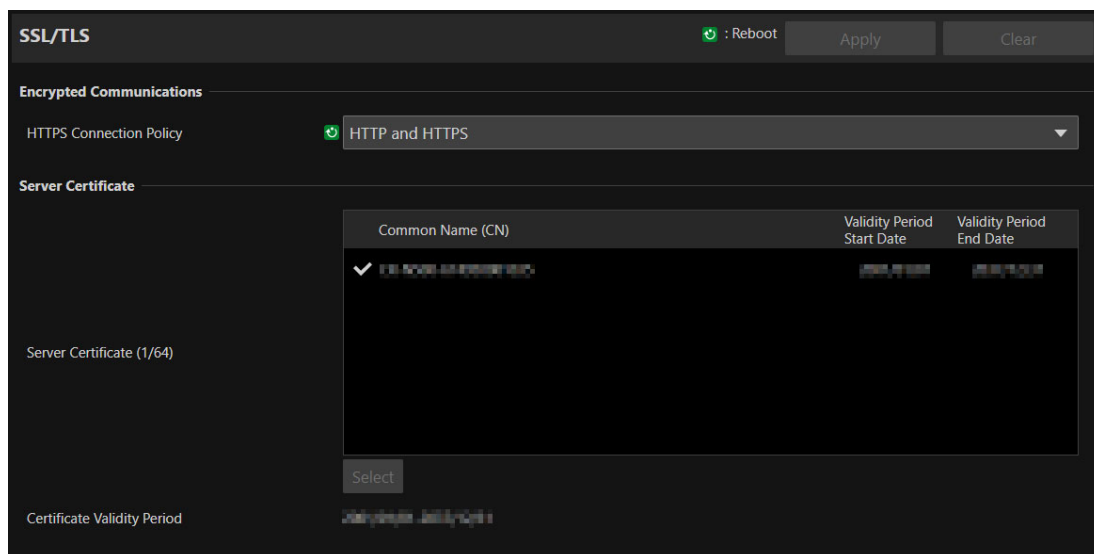 SSL/TLS
: Reboot
Apply
Clear
Encrypted Communications
HTTPS Connection Policy
HTTP and HTTPS
Server Certificate
Common Name (CN)
Validity Period
Start Date
Validity Period
End Date
Server Certificate (1/64)
Select
Certificate Validity Period